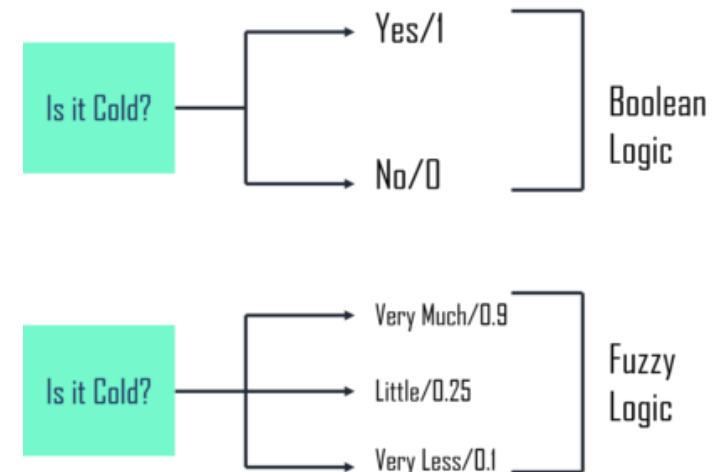 Is it Cold?
Yes/1
No/0
Boolean
Logic
Is it Cold?
Very Much/0.9
Little/0.25
Very Less/0.1
Fuzzy
Logic